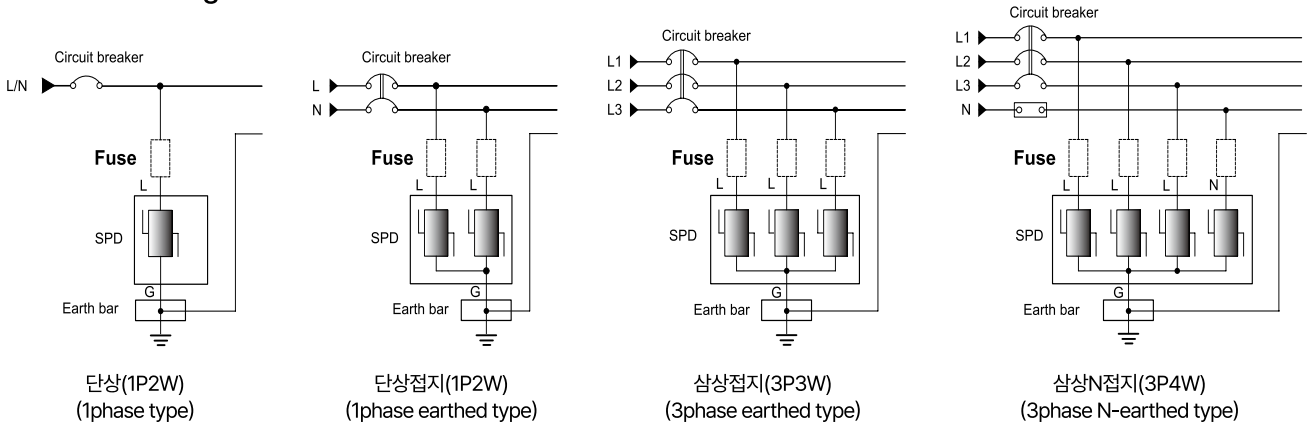 Circuit breaker
L/N
Fuse
L
SPD
G
Earth bar
단상(1P2W)
(1phase type)
Circuit breaker
L
N
Fuse
L L
SPD
G
Earth bar
단상접지(1P2W)
(1phase earthed type)
Circuit breaker
L1
L2
L3
Fuse
L L L
SPD
G
Earth bar
삼상접지(3P3W)
(3phase earthed type)
Circuit breaker
L1
L2
L3
N
Fuse
L L L N
SPD
G
Earth bar
삼상N접지(3P4W)
(3phase N-earthed type)